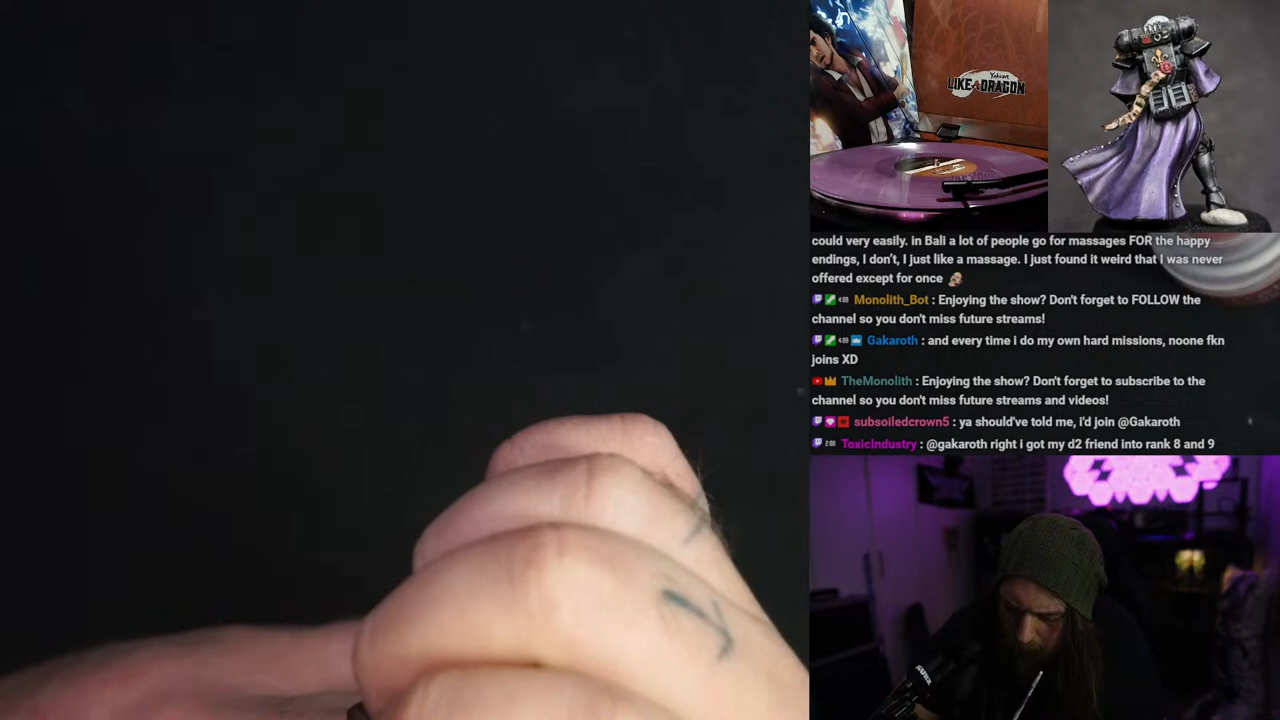 Yakuza
LIKE A DRAGON
could very easily. in Bali a lot of people go for massages FOR the happy
endings, I don't, I just like a massage. I just found it weird that I was never
offered except for once
Monolith_Bot : Enjoying the show? Don't forget to FOLLOW the
channel so you don't miss future streams!
Gakaroth : and every time i do my own hard missions, noone fkn
joins XD
TheMonolith : Enjoying the show? Don't forget to subscribe to the
channel so you don't miss future streams and videos!
subsoiledcrown5 : ya should've told me, i'd join @Gakaroth
ToxicIndustry : @gakaroth right i got my d2 friend into rank 8 and 9